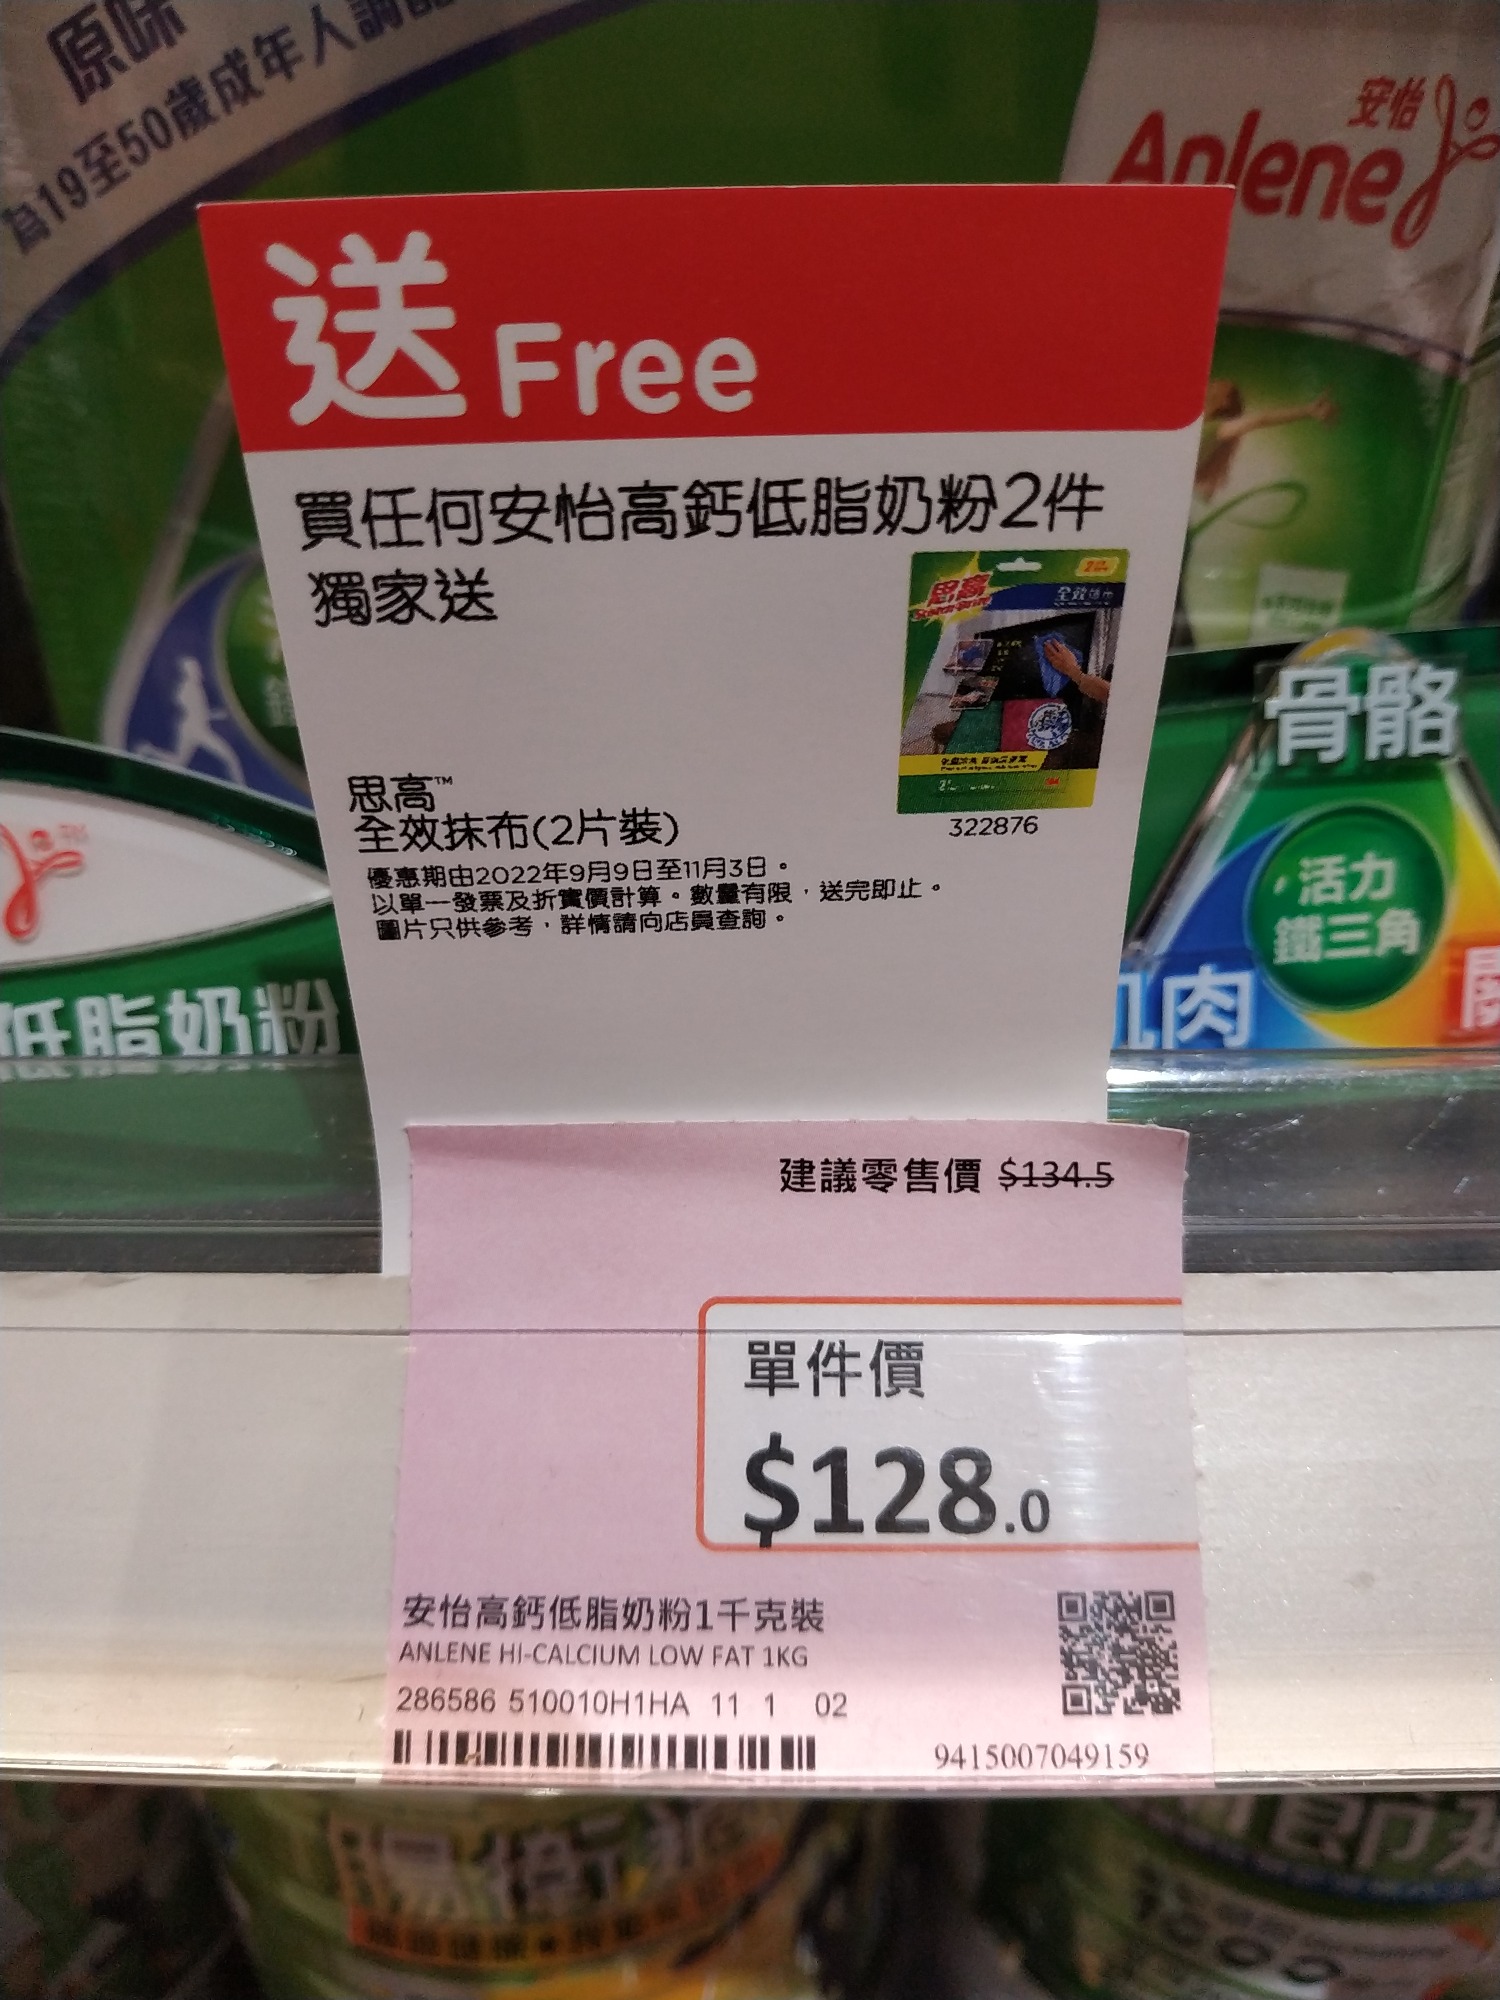 原味
為19至50歲成年人調
安怡
Anlene
送 Free
買任何安怡高鈣低脂奶粉2件
獨家送
思高
全效抹布
322876
思高™
全效抹布(2片裝)
優惠期由2022年9月9日至11月3日。
以單一發票及折實價計算。數量有限，送完即止。
圖片只供參考，詳情請向店員查詢。
骨骼
活力
鐵三角
肌肉
低脂奶粉
建議零售價 $134.5
單件價
$128.0
安怡高鈣低脂奶粉1千克裝
ANLENE HI-CALCIUM LOW FAT 1KG
286586 510010H1HA 11 1 02
9415007049159